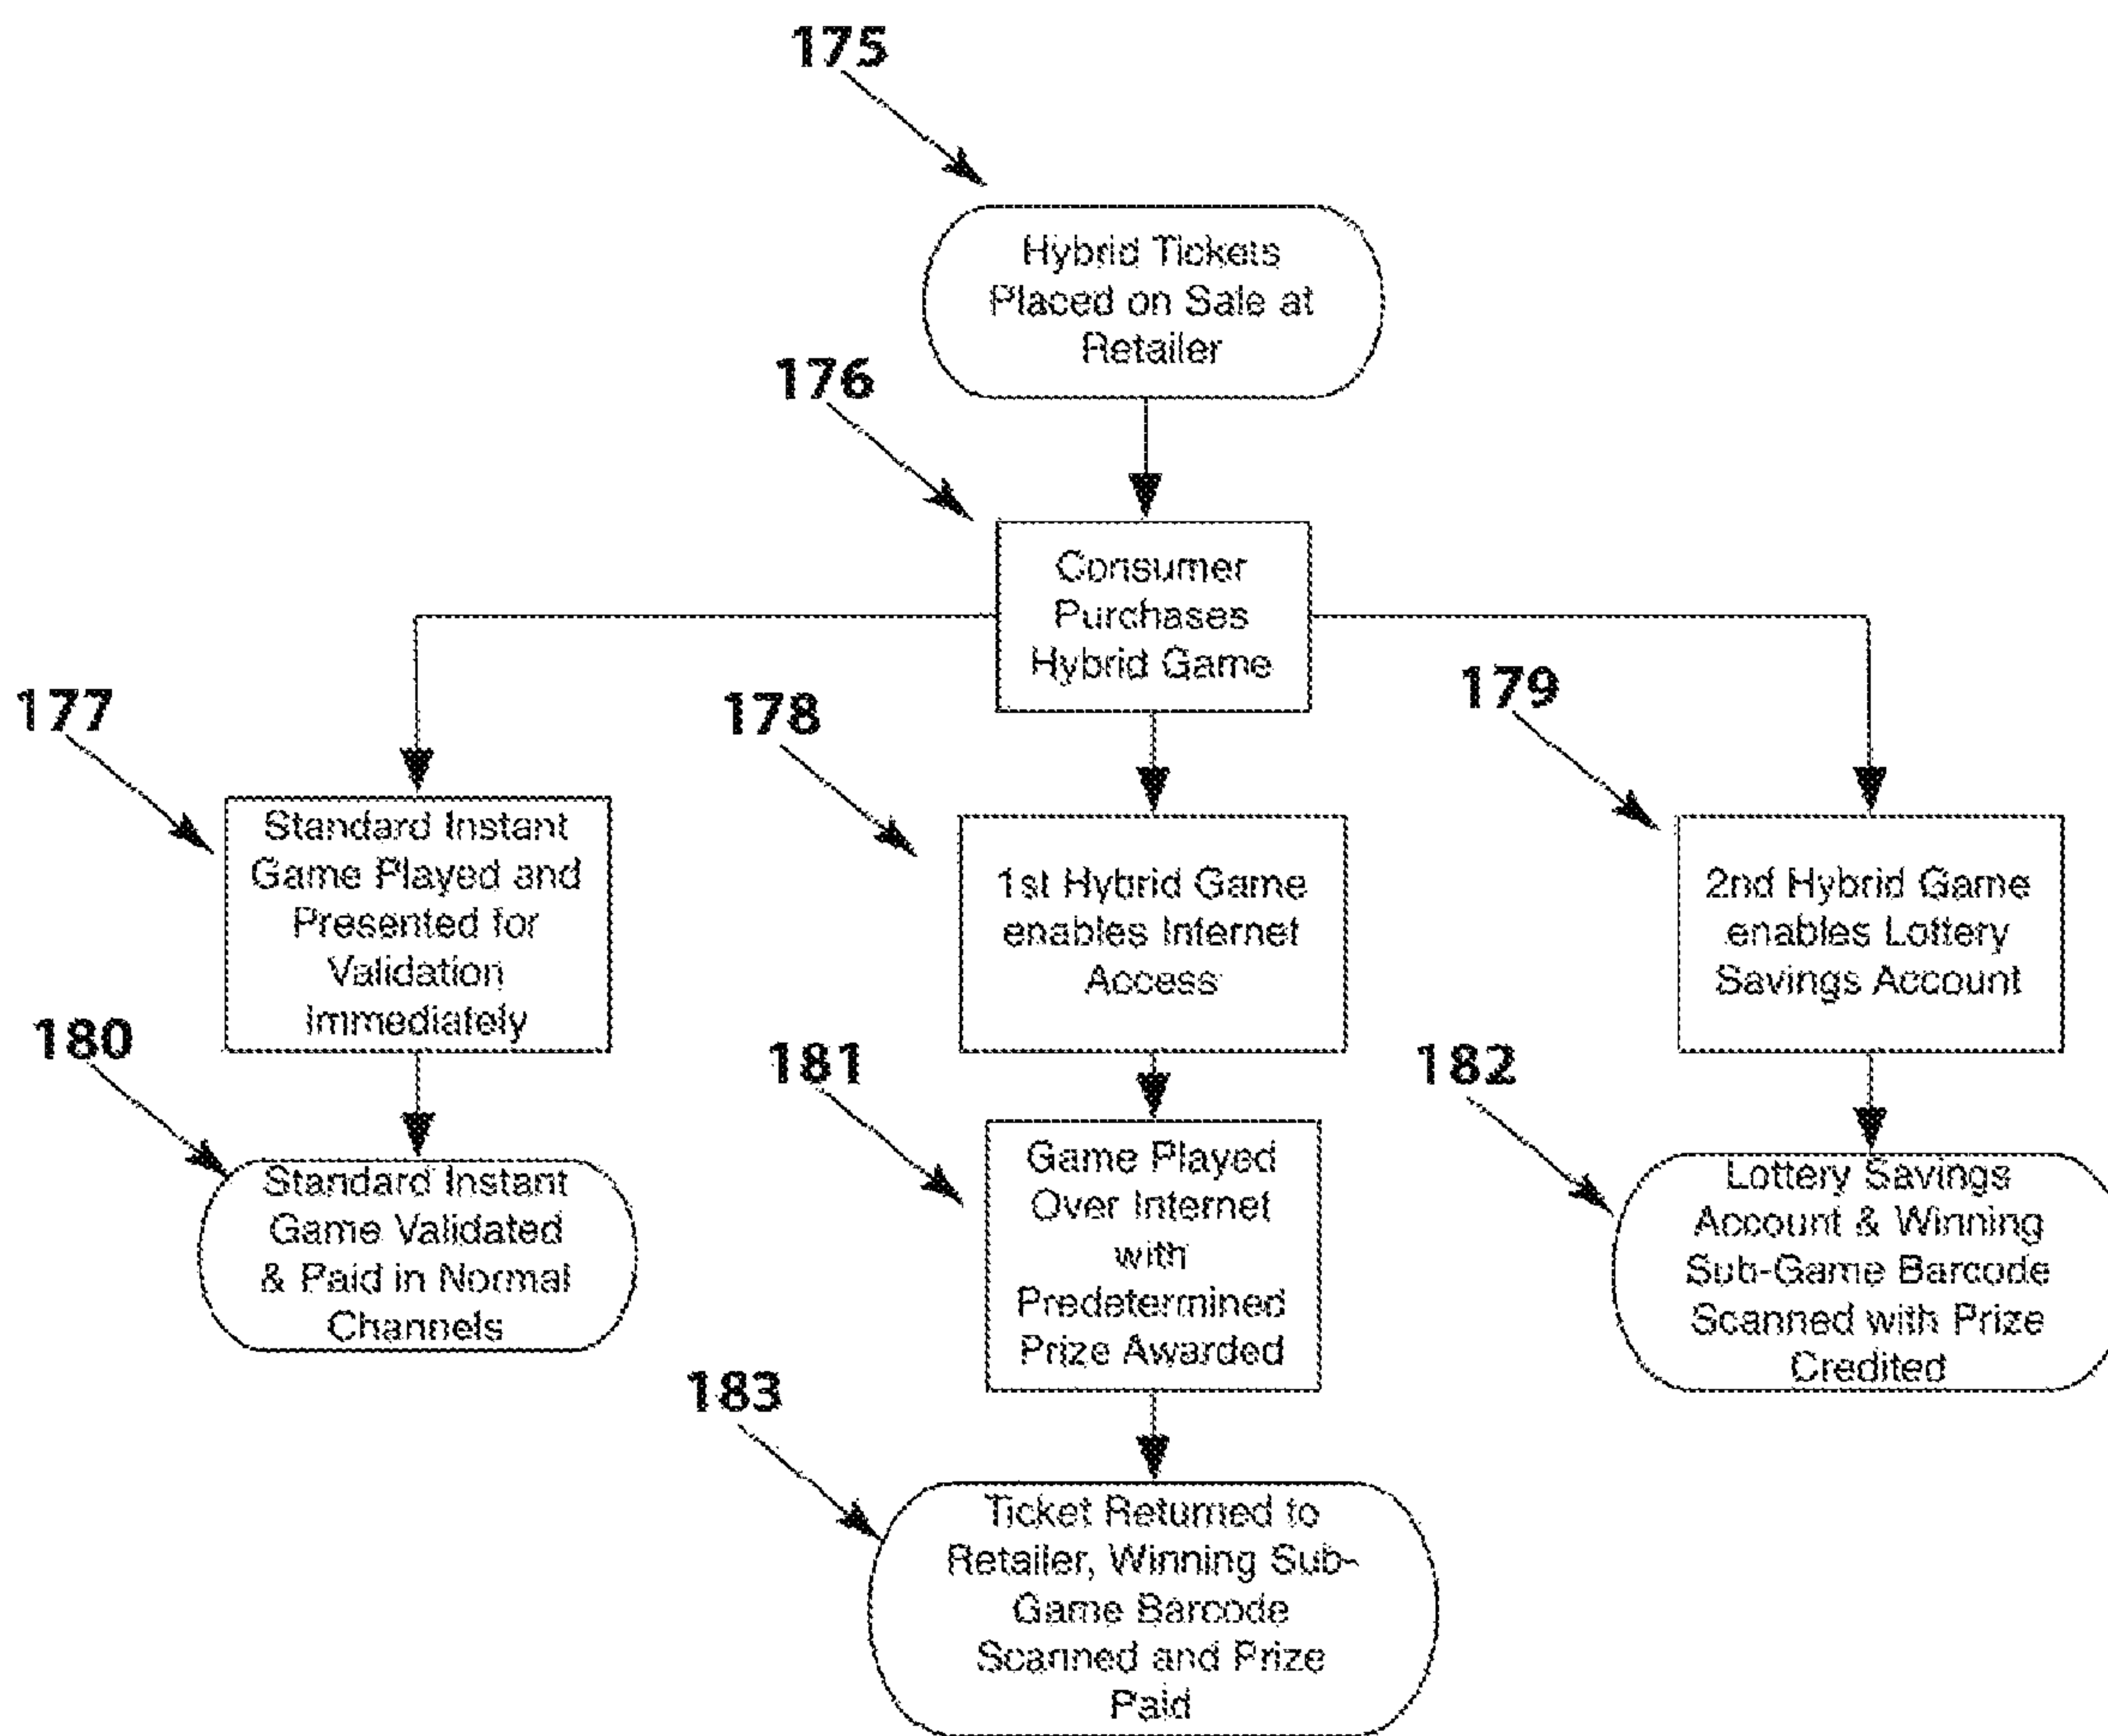 175
Hybrid Tickets
Placed on Sale at
Retailer
176
Consumer
Purchases
Hybrid Game
177
Standard Instant
Game Played and
Presented for
Validation
Immediately
178
1st Hybrid Game
enables Internet
Access
179
2nd Hybrid Game
enables Lottery
Savings Account
180
Standard Instant
Game Validated
& Paid in Normal
Channels
181
Game Played
Over Internet
with
Predetermined
Prize Awarded
182
Lottery Savings
Account & Winning
Sub-Game Barcode
Scanned with Prize
Credited
183
Ticket Returned to
Retailer, Winning Sub-
Game Barcode
Scanned and Prize
Paid